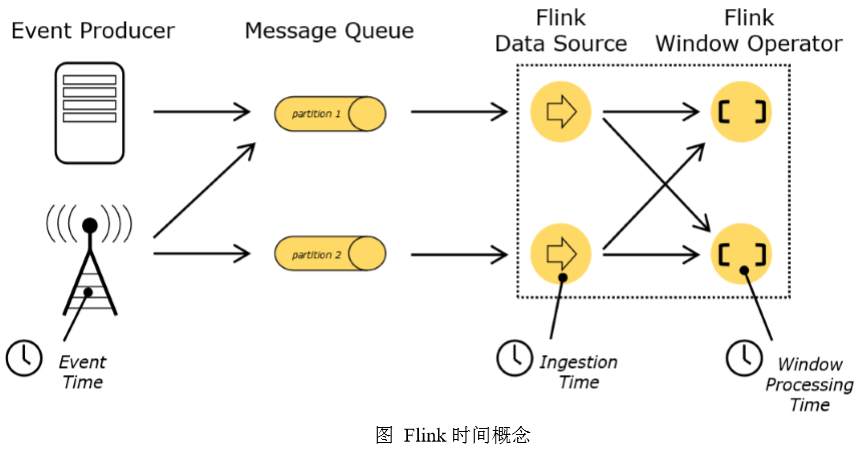 Event Producer
Message Queue
Flink
Data Source
Flink
Window Operator
partition 1
partition 2
Event
Time
Ingestion
Time
Window
Processing
Time
图 Flink 时间概念